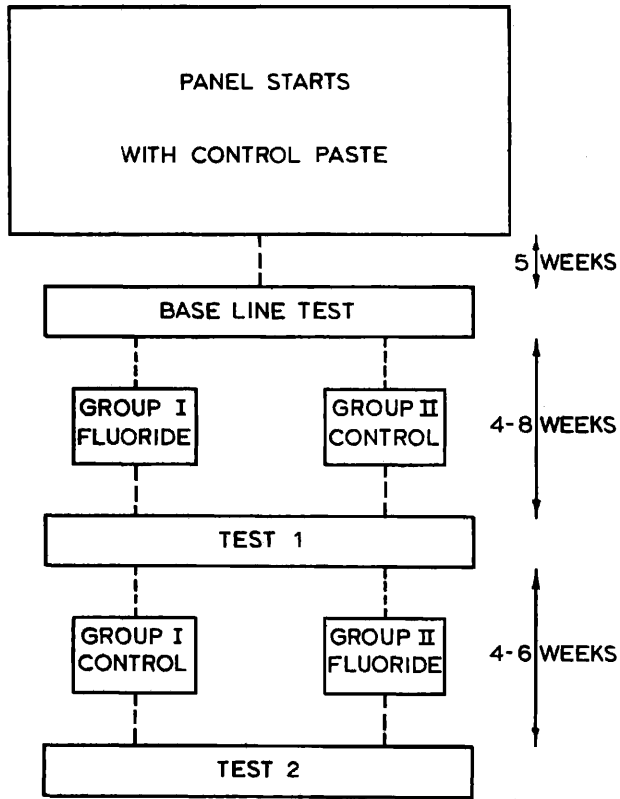 PANEL STARTS
WITH CONTROL PASTE
5 WEEKS
BASE LINE TEST
GROUP I
FLUORIDE
GROUP II
CONTROL
4-8 WEEKS
TEST 1
GROUP I
CONTROL
GROUP II
FLUORIDE
4-6 WEEKS
TEST 2